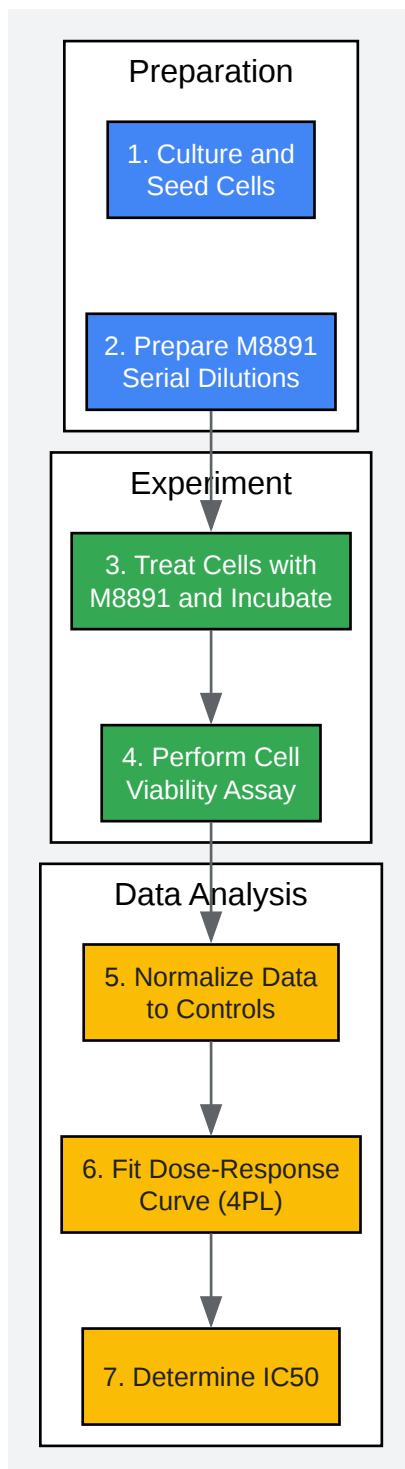 Preparation
1. Culture and
Seed Cells
2. Prepare M8891
Serial Dilutions
Experiment
3. Treat Cells with
M8891 and Incubate
4. Perform Cell
Viability Assay
Data Analysis
5. Normalize Data
to Controls
6. Fit Dose-Response
Curve (4PL)
7. Determine IC50